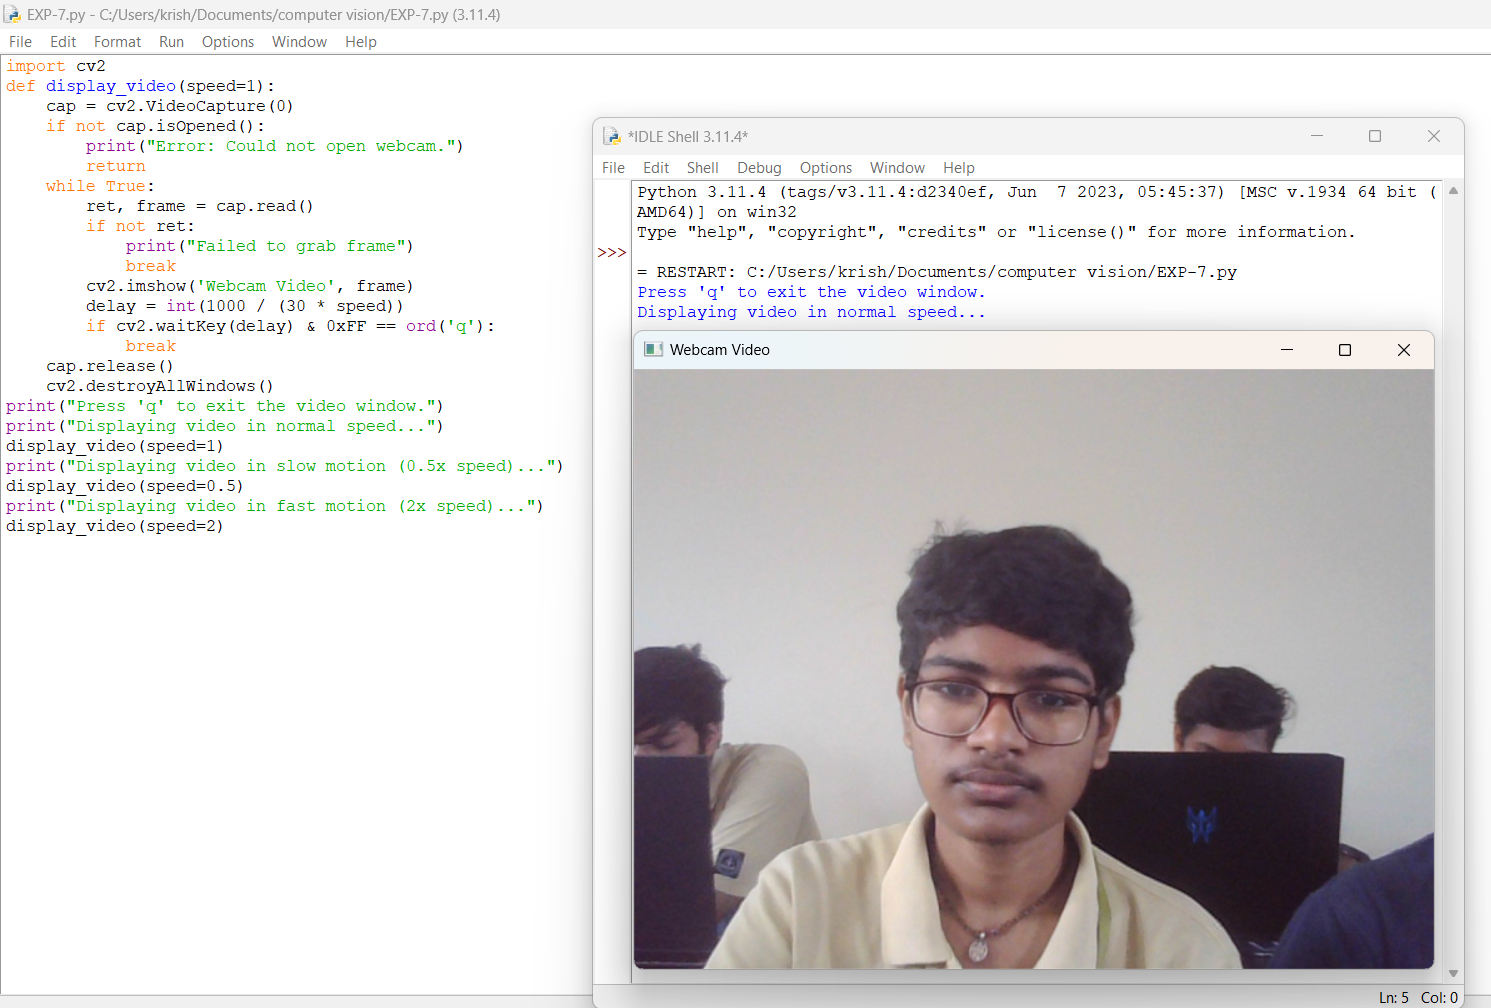 EXP-7.py - C:/Users/krish/Documents/computer vision/EXP-7.py (3.11.4)
File Edit Format Run Options Window Help
import cv2
def display_video(speed=1):
    cap = cv2.VideoCapture(0)
    if not cap.isOpened():
        print("Error: Could not open webcam.")
        return
    while True:
        ret, frame = cap.read()
        if not ret:
            print("Failed to grab frame")
            break
        cv2.imshow('Webcam Video', frame)
        delay = int(1000 / (30 * speed))
        if cv2.waitKey(delay) & 0xFF == ord('q'):
            break
    cap.release()
    cv2.destroyAllWindows()
print("Press 'q' to exit the video window.")
print("Displaying video in normal speed...")
display_video(speed=1)
print("Displaying video in slow motion (0.5x speed)...")
display_video(speed=0.5)
print("Displaying video in fast motion (2x speed)...")
display_video(speed=2)
*IDLE Shell 3.11.4*
File Edit Shell Debug Options Window Help
Python 3.11.4 (tags/v3.11.4:d2340ef, Jun  7 2023, 05:45:37) [MSC v.1934 64 bit (
AMD64)] on win32
Type "help", "copyright", "credits" or "license()" for more information.
>>>
= RESTART: C:/Users/krish/Documents/computer vision/EXP-7.py
Press 'q' to exit the video window.
Displaying video in normal speed...
Webcam Video
Ln: 5 Col: 0